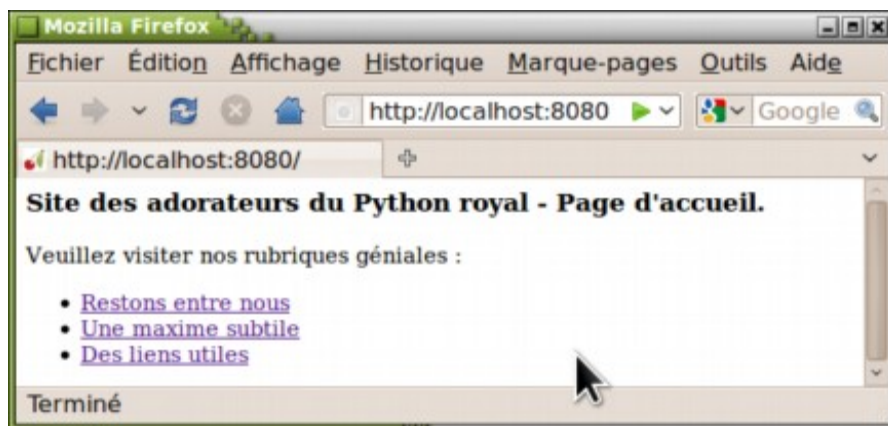 Mozilla Firefox
Fichier Édition Affichage Historique Marque-pages Outils Aide
http://localhost:8080 Google
http://localhost:8080/
Site des adorateurs du Python royal - Page d'accueil.
Veuillez visiter nos rubriques géniales :
• Restons entre nous
• Une maxime subtile
• Des liens utiles
Terminé